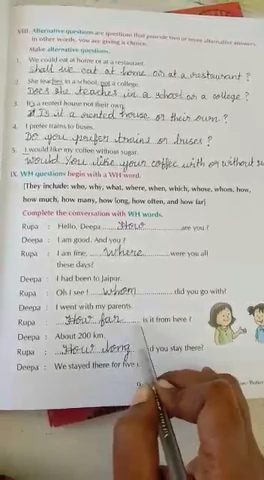 VIII. Alternative questions are questions that provide two or more alternative answers.
In other words, you are giving a choice.
Make alternative questions.
1. We could eat at home or at a restaurant.
Shall we eat at home or at a restaurant?
2. She teaches in a school, not a college.
Does she teaches in a school or a college?
3. It's a rented house not their own.
Is it a rented house or their own?
4. I prefer trains to buses.
Do you prefer trains or buses?
5. I would like my coffee without sugar.
Would You like your coffee with or without su
IX. WH questions begin with a WH word.
[They include: who, why, what, where, when, which, whose, whom, how,
how much, how many, how long, how often, and how far]
Complete the conversation with WH words.
Rupa : Hello, Deepa ..... How ..... are you?
Deepa : I am good. And you?
Rupa : I am fine. ..... where ..... were you all
these days?
Deepa : I had been to Jaipur.
Rupa : Oh I see! ..... whom ..... did you go with?
Deepa : I went with my parents.
Rupa : ..... How far ..... is it from here?
Deepa : About 200 km.
Rupa : ..... How long ..... d you stay there?
Deepa : We stayed there for five